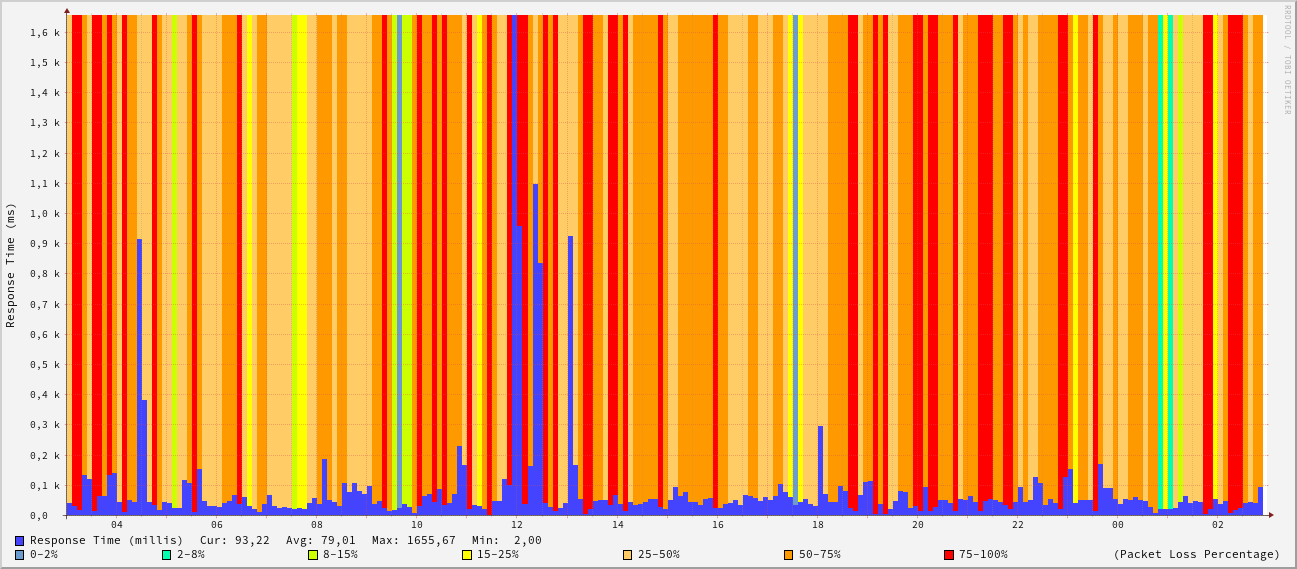 RRDTOOL / TOBI OETIKER
Response Time (ms)
1,6 k
1,5 k
1,4 k
1,3 k
1,2 k
1,1 k
1,0 k
0,9 k
0,8 k
0,7 k
0,6 k
0,5 k
0,4 k
0,3 k
0,2 k
0,1 k
0,0
04 06 08 10 12 14 16 18 20 22 00 02
Response Time (millis) Cur: 93,22 Avg: 79,01 Max: 1655,67 Min: 2,00
0-2% 2-8% 8-15% 15-25% 25-50% 50-75% 75-100% (Packet Loss Percentage)